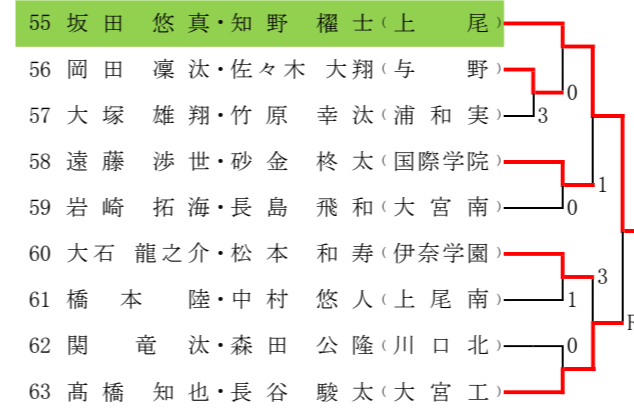 55 坂田 悠真・知野 櫂士(上尾)
56 岡田 凜汰・佐々木 大翔(与野)
0
57 大塚 雄翔・竹原 幸汰(浦和実)
3
58 遠藤 渉世・砂金 柊太(国際学院)
1
59 岩崎 拓海・長島 飛和(大宮南)
0
60 大石 龍之介・松本 和寿(伊奈学園)
3
61 橋本 陸・中村 悠人(上尾南)
1
62 関 竜汰・森田 公隆(川口北)
0
63 髙橋 知也・長谷 駿太(大宮工)